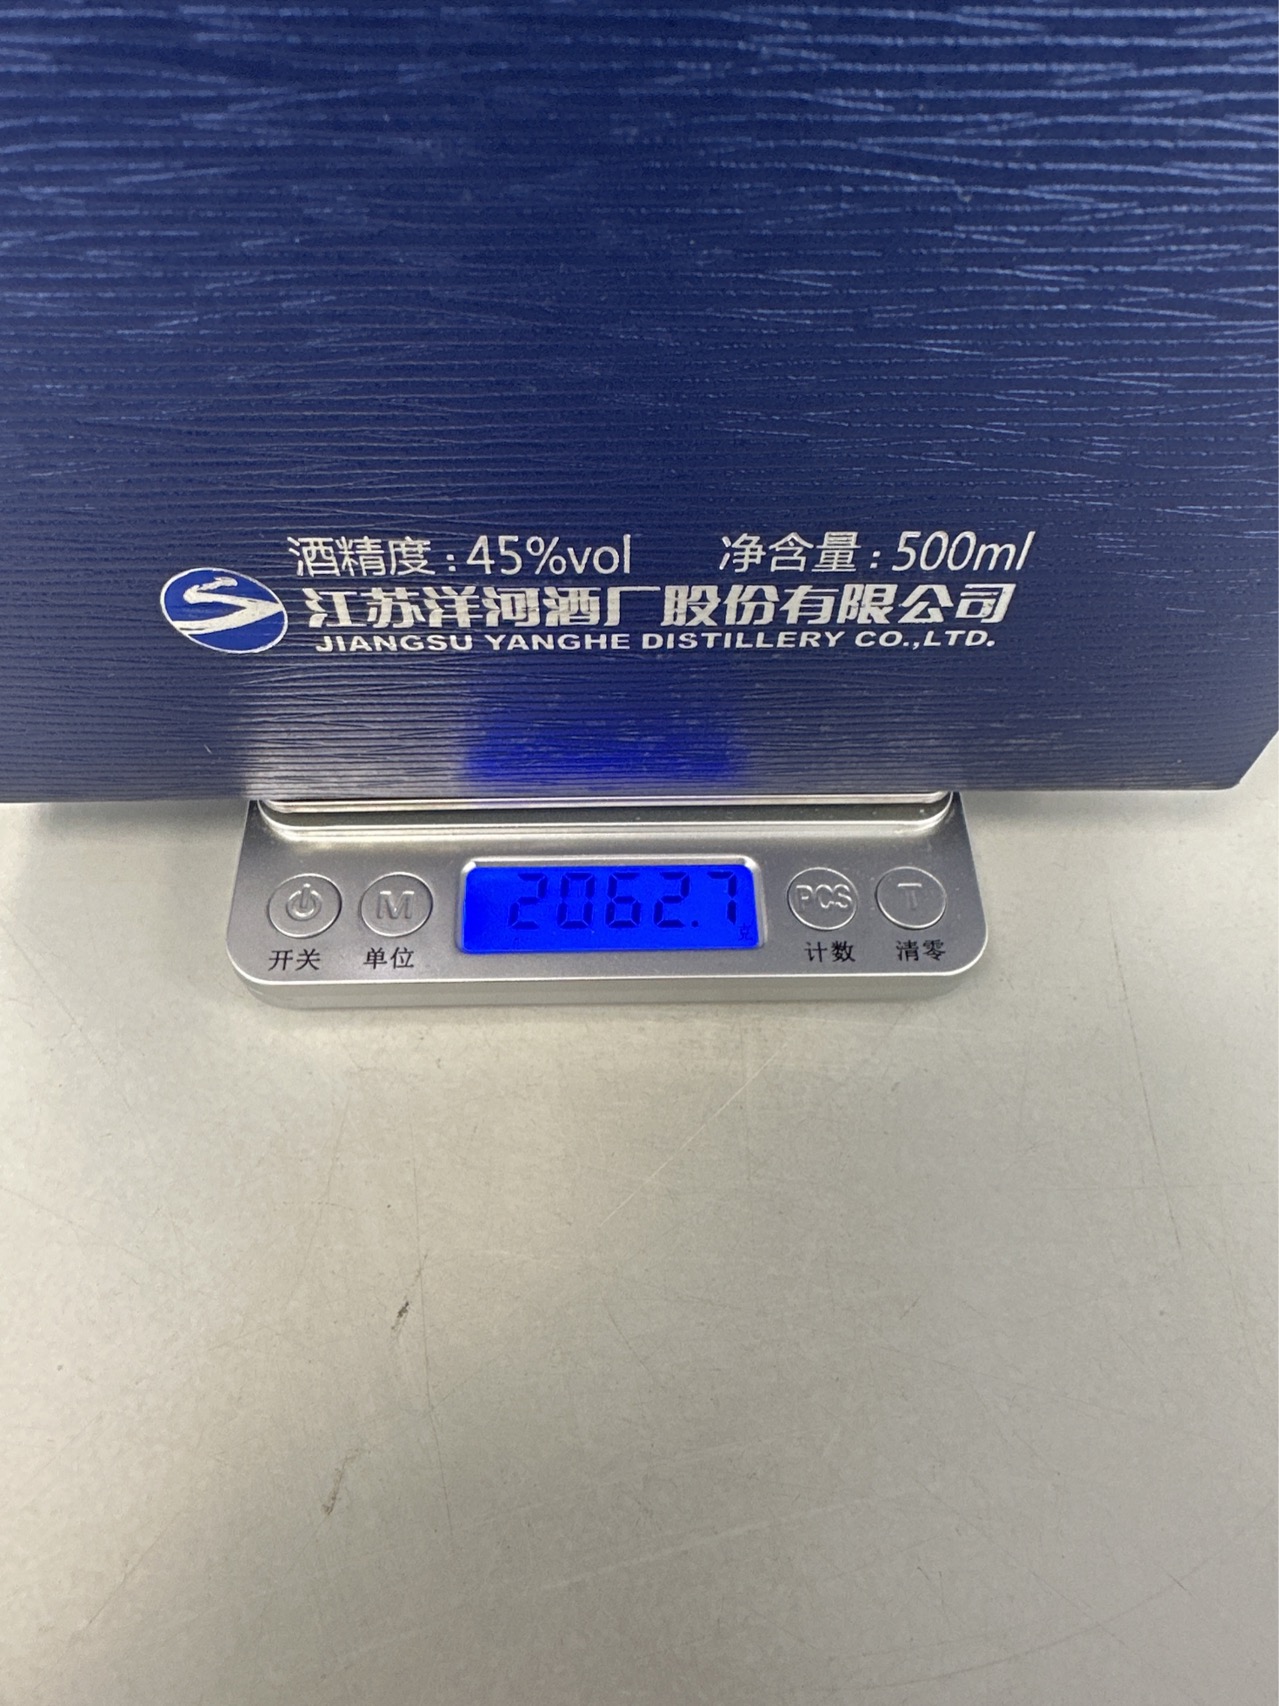 酒精度:45%vol 净含量:500ml
江苏洋河酒厂股份有限公司
JIANGSU YANGHE DISTILLERY CO.,LTD.
M 2062.7 克 PCS T
开关 单位 计数 清零